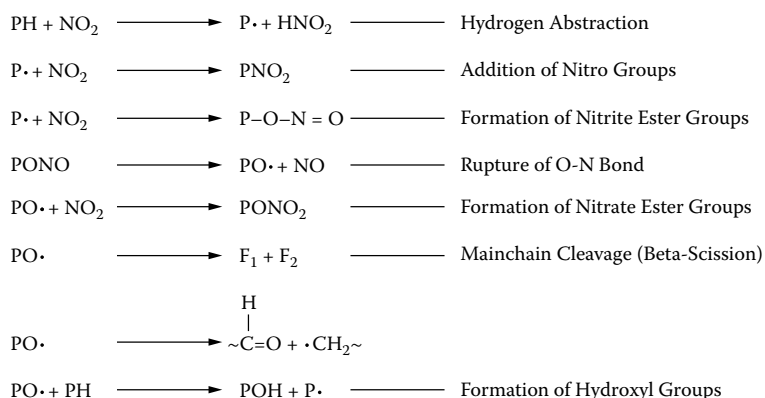 PH + NO₂ ⟶ P• + HNO₂ —— Hydrogen Abstraction
P• + NO₂ ⟶ PNO₂ —— Addition of Nitro Groups
P• + NO₂ ⟶ P–O–N = O —— Formation of Nitrite Ester Groups
PONO ⟶ PO• + NO —— Rupture of O-N Bond
PO• + NO₂ ⟶ PONO₂ —— Formation of Nitrate Ester Groups
PO• ⟶ F₁ + F₂ —— Mainchain Cleavage (Beta-Scission)
H
|
PO• ⟶ ~C=O + •CH₂~
PO• + PH ⟶ POH + P• —— Formation of Hydroxyl Groups